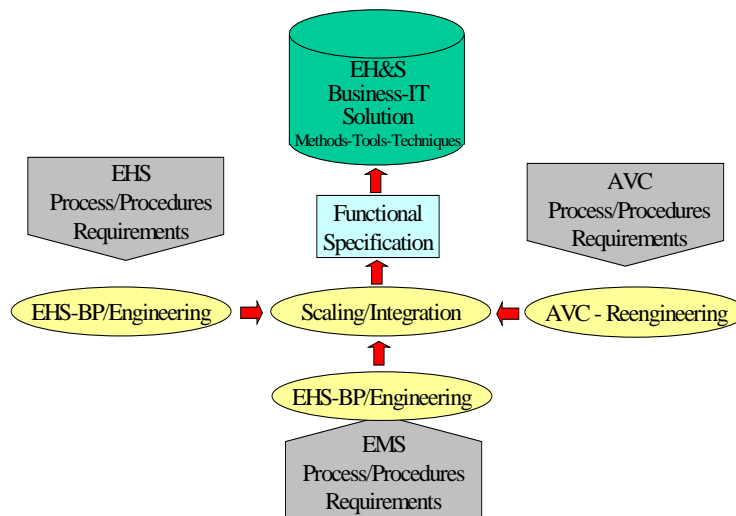 EH&S
Business-IT
Solution
Methods-Tools-Techniques
EHS
Process/Procedures
Requirements
AVC
Process/Procedures
Requirements
Functional
Specification
EHS-BP/Engineering
Scaling/Integration
AVC - Reengineering
EHS-BP/Engineering
EMS
Process/Procedures
Requirements